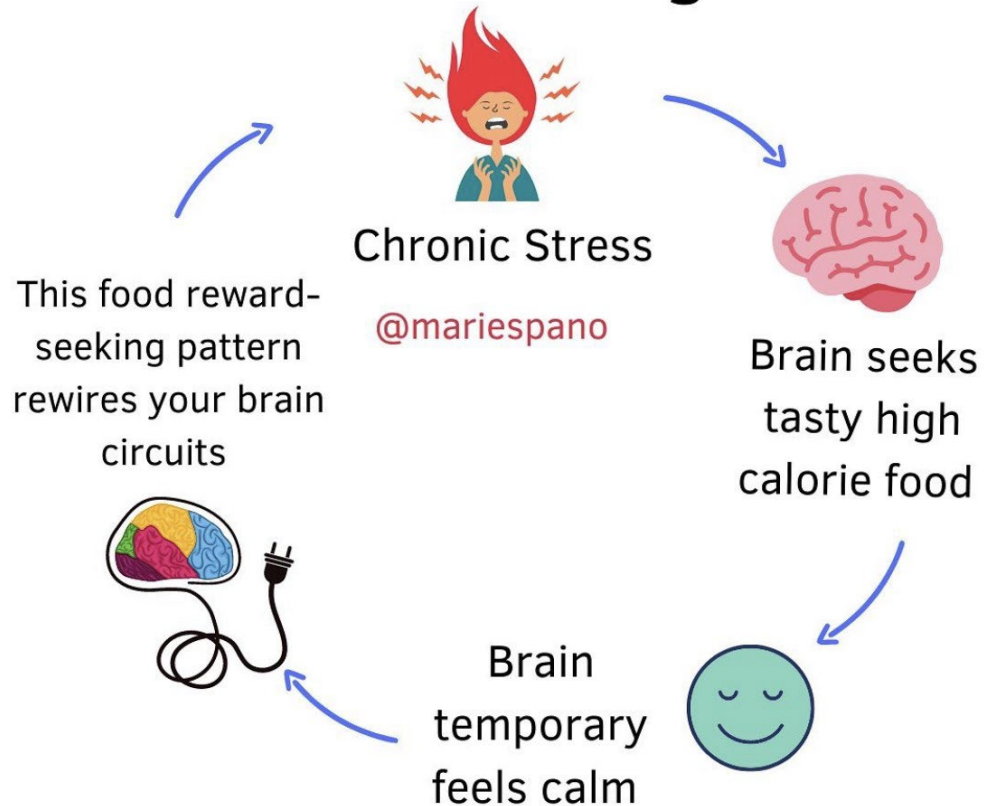 Chronic Stress
@mariespano
Brain seeks
tasty high
calorie food
Brain
temporary
feels calm
This food reward-
seeking pattern
rewires your brain
circuits